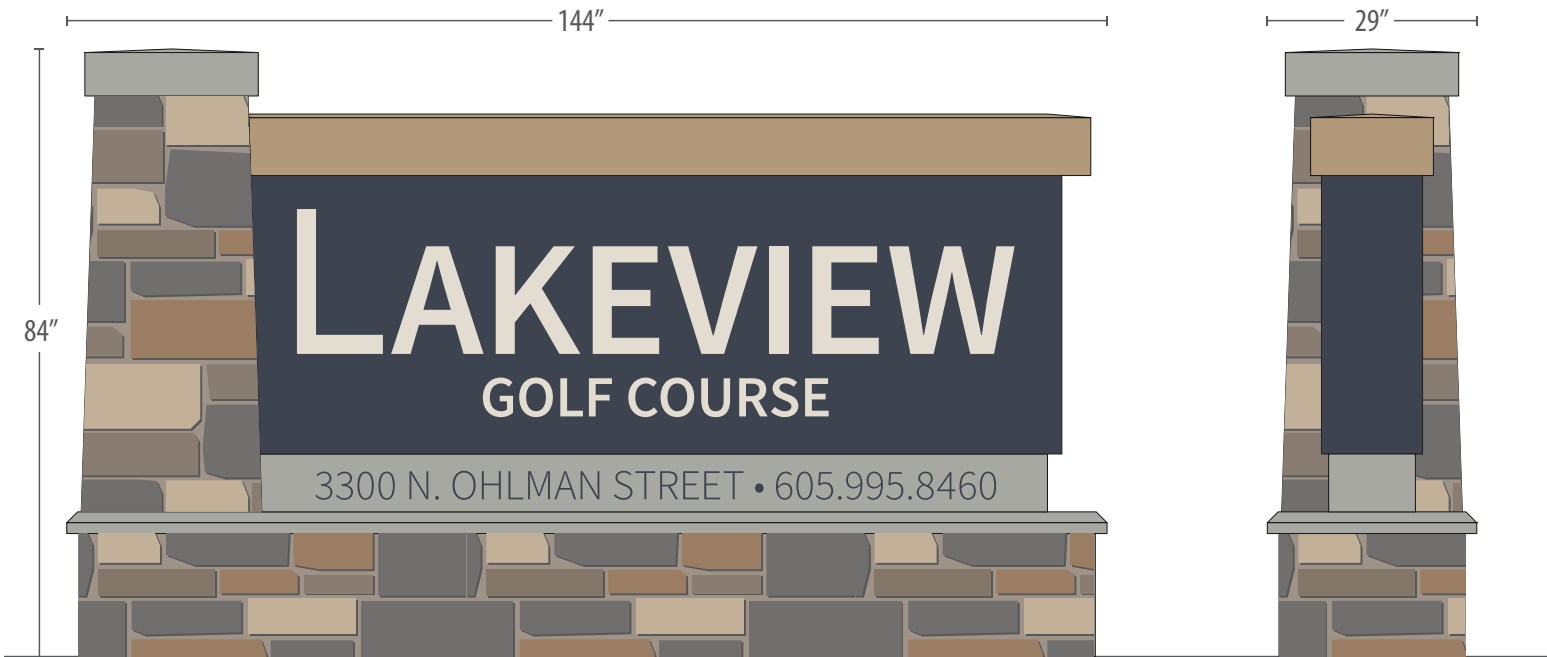 144”
29”
84”
LAKEVIEW
GOLF COURSE
3300 N. OHLMAN STREET • 605.995.8460